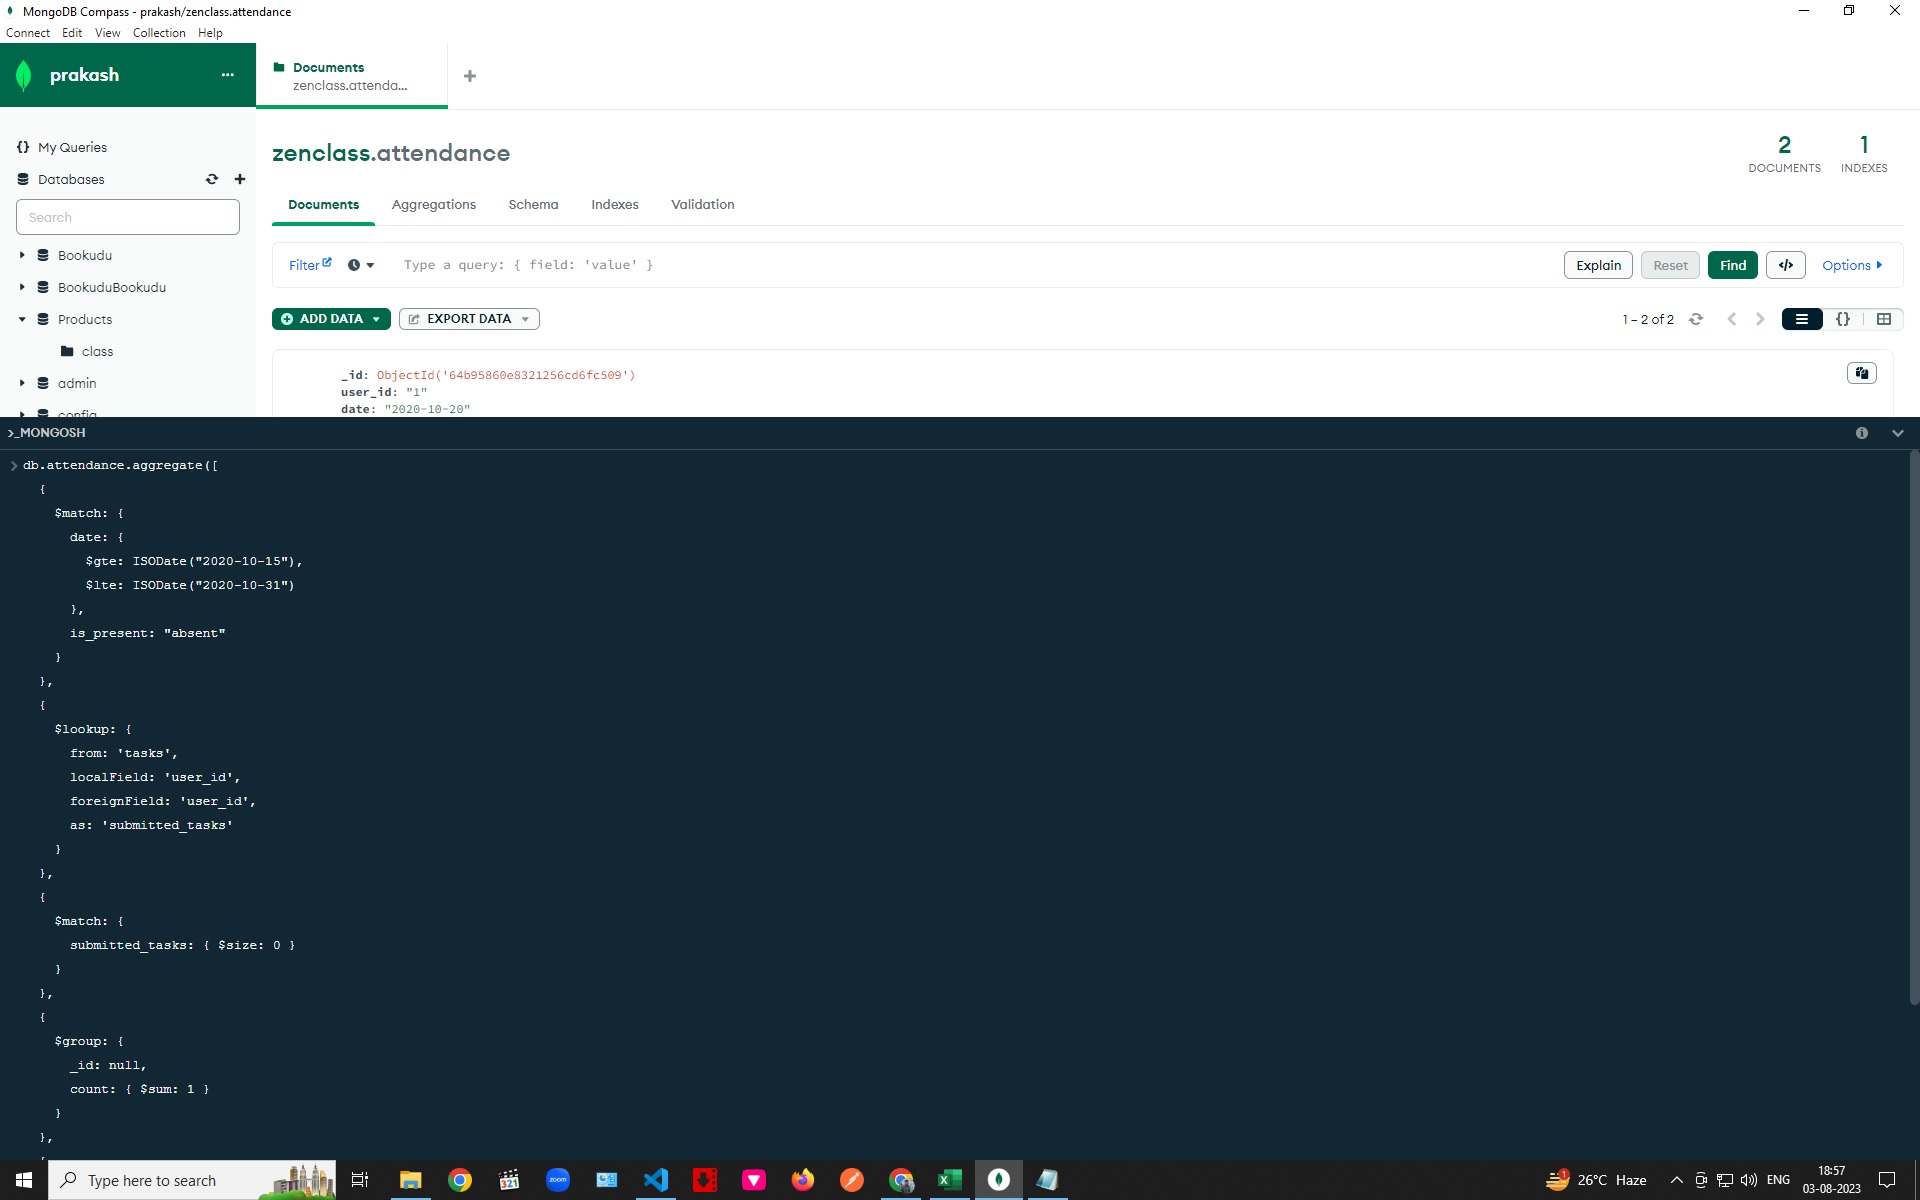 MongoDB Compass - prakash/zenclass.attendance
Connect Edit View Collection Help
prakash
Documents
zenclass.attenda...
My Queries
Databases
Search
Bookudu
BookuduBookudu
Products
class
admin
config
zenclass.attendance
2
DOCUMENTS
1
INDEXES
Documents Aggregations Schema Indexes Validation
Filter Type a query: { field: 'value' } Explain Reset Find </> Options
ADD DATA EXPORT DATA 1 – 2 of 2 {}
_id: ObjectId('64b95860e8321256cd6fc509')
user_id: "1"
date: "2020-10-20"
>_MONGOSH
db.attendance.aggregate([
{
$match: {
date: {
$gte: ISODate("2020-10-15"),
$lte: ISODate("2020-10-31")
},
is_present: "absent"
}
},
{
$lookup: {
from: 'tasks',
localField: 'user_id',
foreignField: 'user_id',
as: 'submitted_tasks'
}
},
{
$match: {
submitted_tasks: { $size: 0 }
}
},
{
$group: {
_id: null,
count: { $sum: 1 }
}
},
Type here to search
321
zoom
1
26°C Haze
ENG
18:57
03-08-2023